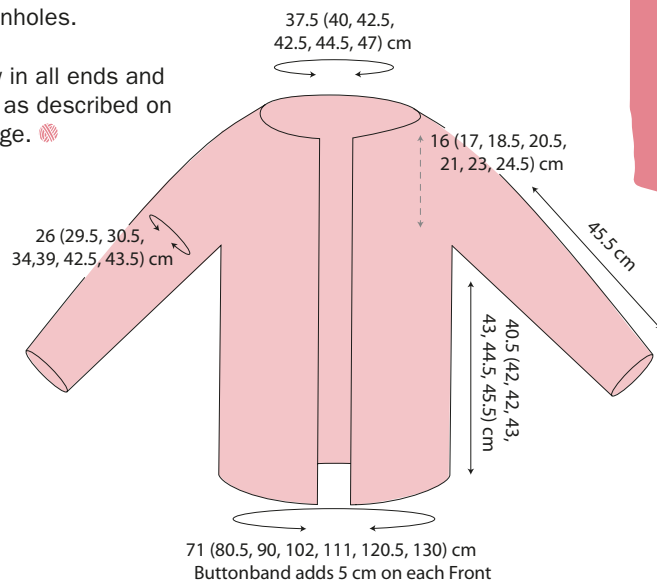 nholes.
in all ends and
as described on
ge.
37.5 (40, 42.5,
42.5, 44.5, 47) cm
16 (17, 18.5, 20.5,
21, 23, 24.5) cm
26 (29.5, 30.5,
34,39, 42.5, 43.5) cm
45.5 cm
40.5 (42, 42, 43,
43, 44.5, 45.5) cm
71 (80.5, 90, 102, 111, 120.5, 130) cm
Buttonband adds 5 cm on each Front